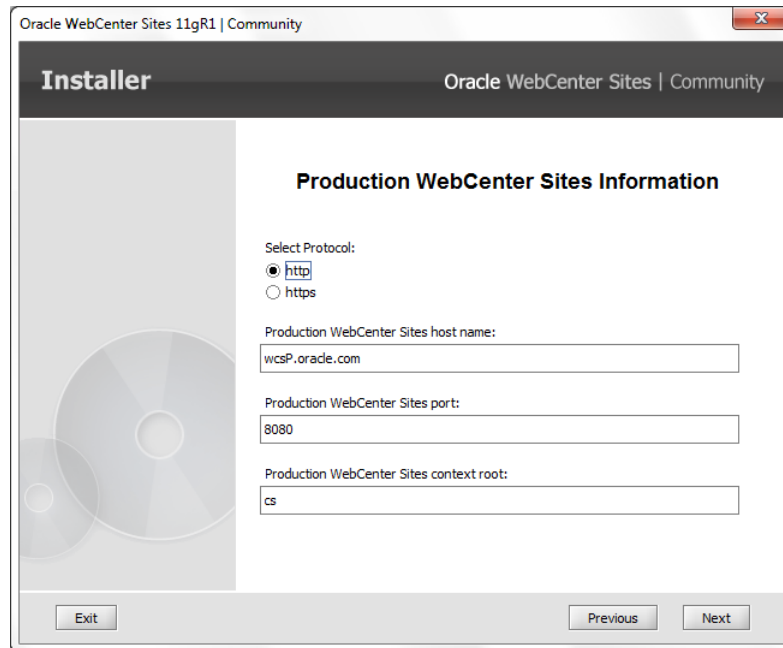 Oracle WebCenter Sites 11gR1 | Community
x
Installer
Oracle WebCenter Sites | Community
Production WebCenter Sites Information
Select Protocol:
http
https
Production WebCenter Sites host name:
wcsP.oracle.com
Production WebCenter Sites port:
8080
Production WebCenter Sites context root:
cs
Exit
Previous
Next